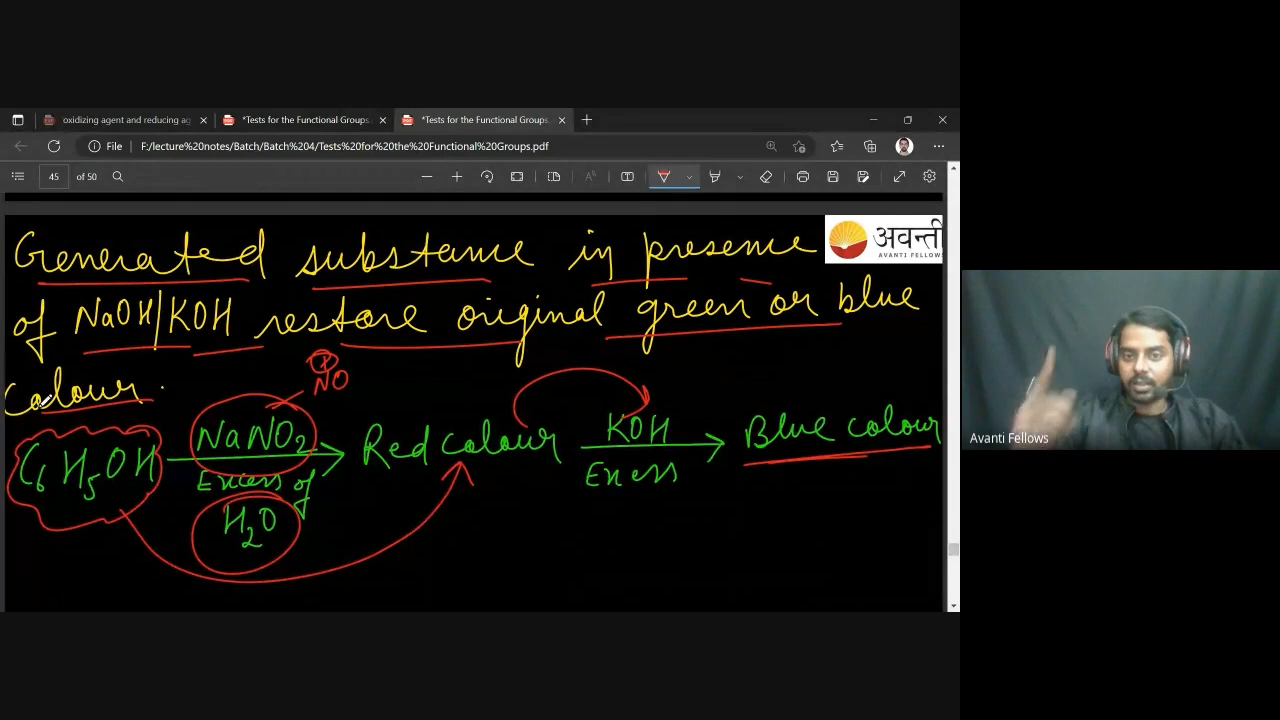 oxidizing agent and reducing ag
*Tests for the Functional Groups.
*Tests for the Functional Groups.
File
F:/lecture%20notes/Batch/Batch%204/Tests%20for%20the%20Functional%20Groups.pdf
45 of 50
Generated substance in presence
अवन्ती
AVANTI FELLOWS
of NaOH/KOH restore original green or blue
colour.
NO
C6H5OH NaNO2 Excess of H2O Red colour KOH Excess Blue colour
Avanti Fellows